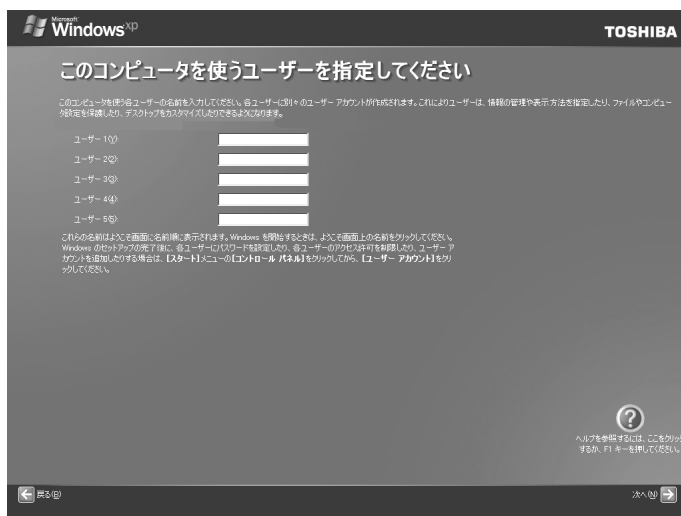 Microsoft
Windows xp
TOSHIBA
このコンピュータを使うユーザーを指定してください
このコンピュータを使う各ユーザーの名前を入力してください。各ユーザーに別々のユーザー アカウントが作成されます。これによりユーザーは、情報の管理や表示方法を指定したり、ファイルやコンピュー
タ設定を保護したり、デスクトップをカスタマイズしたりできるようになります。
ユーザー 1(Y):
ユーザー 2(2):
ユーザー 3(3):
ユーザー 4(4):
ユーザー 5(5):
これらの名前はようこそ画面に名前順に表示されます。Windows を開始するときは、ようこそ画面上の名前をクリックしてください。
Windows のセットアップの完了後に、各ユーザーにパスワードを設定したり、各ユーザーのアクセス許可を制限したり、ユーザー ア
カウントを追加したりする場合は、[スタート]メニューの[コントロール パネル]をクリックしてから、[ユーザー アカウント]をクリ
ックしてください。
?
ヘルプを参照するには、ここをクリック
するか、F1 キーを押してください。
戻る(B)
次へ(N)